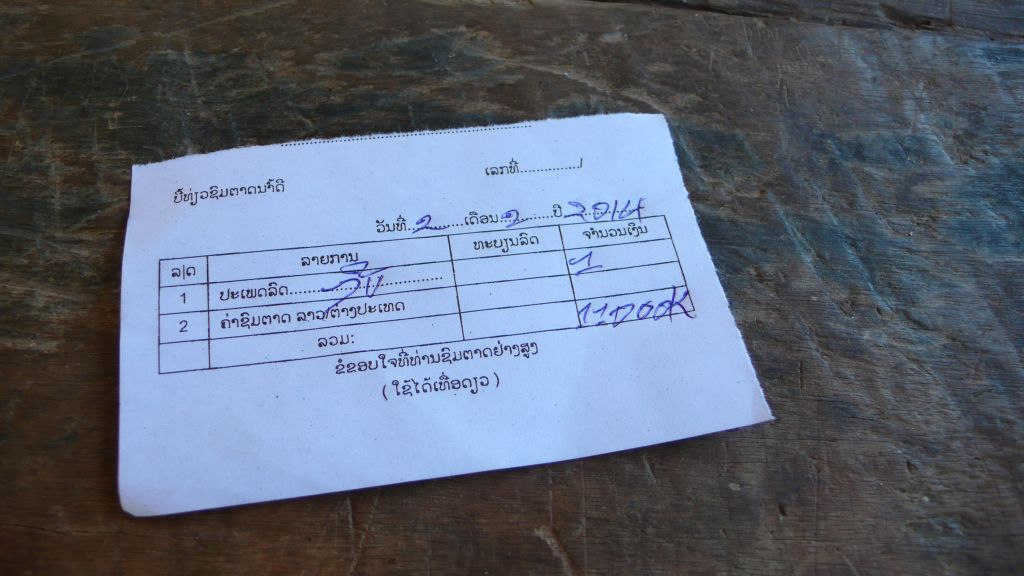 ເລກທີ່................/
ປີ້ທ່ຽວຊົມຕາດນ້ຳດີ
ວັນທີ່..2......ເດືອນ..2.......ປີ 2014
ລ/ດ ລາຍການ ທະບຽນລົດ ຈຳນວນເງິນ
1 ປະເພດລົດ.................................... 1
2 ຄ່າຊົມຕາດ ລາວ/ຕ່າງປະເທດ 11000K
ລວມ:
ຂໍຂອບໃຈທີ່ທ່ານຊົມຕາດຢ່າງສູງ
( ໃຊ້ໄດ້ເທື່ອດຽວ )